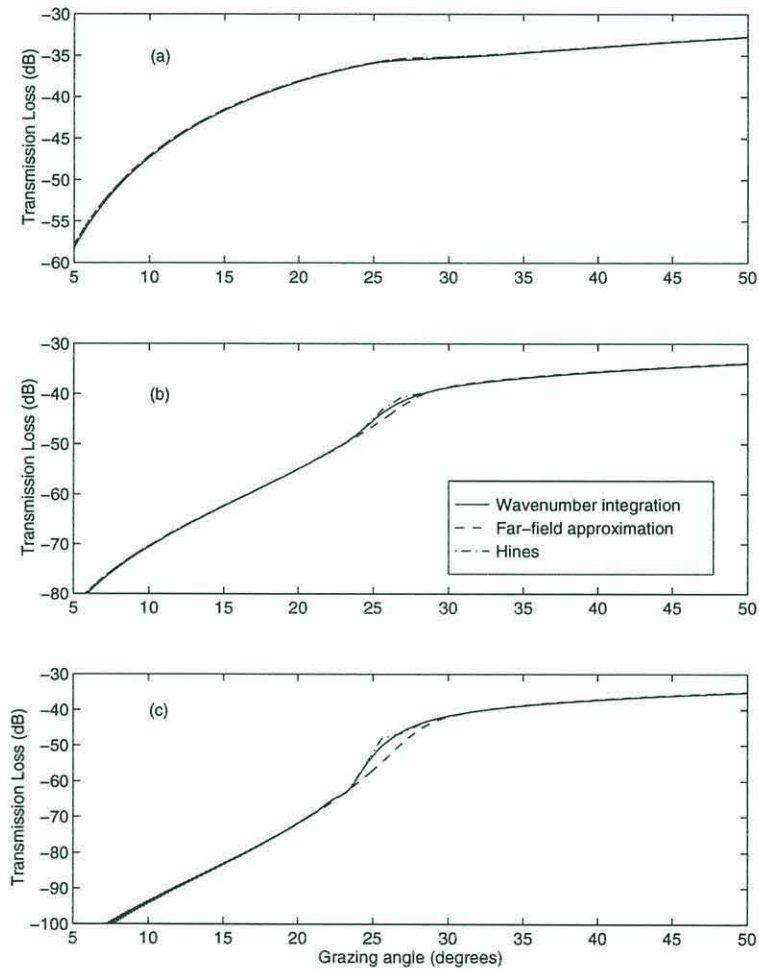 −30
−35
−40
−45
−50
−55
−60
Transmission Loss (dB)
(a)
5 10 15 20 25 30 35 40 45 50
−30
−40
−50
−60
−70
−80
Transmission Loss (dB)
(b)
Wavenumber integration
Far−field approximation
Hines
5 10 15 20 25 30 35 40 45 50
−30
−40
−50
−60
−70
−80
−90
−100
Transmission Loss (dB)
(c)
5 10 15 20 25 30 35 40 45 50
Grazing angle (degrees)